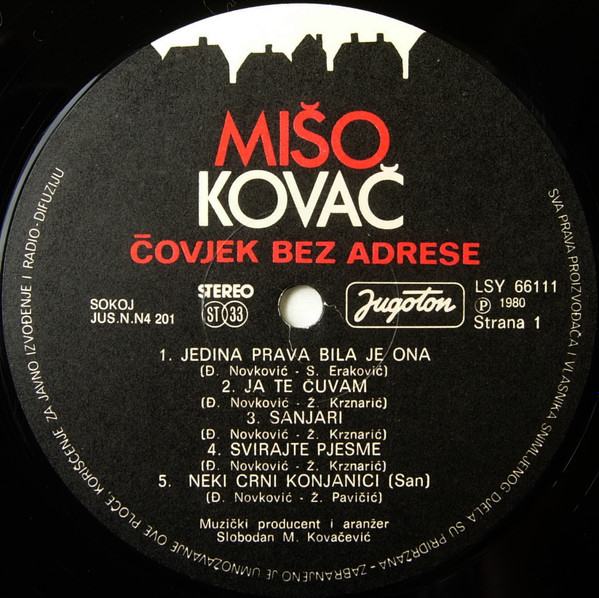 MIŠO
KOVAČ
ČOVJEK BEZ ADRESE
SOKOJ
JUS.N.N4 201
STEREO
ST 33
Jugoton
LSY 66111
Ⓟ 1980
Strana 1
1. JEDINA PRAVA BILA JE ONA
(Đ. Novković - S. Eraković)
2. JA TE ČUVAM
(Đ. Novković - Ž. Krznarić)
3. SANJARI
(Đ. Novković - Ž. Krznarić)
4. SVIRAJTE PJESME
(Đ. Novković - Ž. Krznarić)
5. NEKI CRNI KONJANICI (San)
(Đ. Novković - Ž. Pavičić)
Muzički producent i aranžer
Slobodan M. Kovačević
SVA PRAVA PROIZVOĐAČA I VLASNIKA SNIMLJENOG DJELA SU PRIDRŽANA - ZABRANJENO JE UMNOŽAVANJE OVE PLOČE, KORIŠĆENJE ZA JAVNO IZVOĐENJE I RADIO-DIFUZIJU